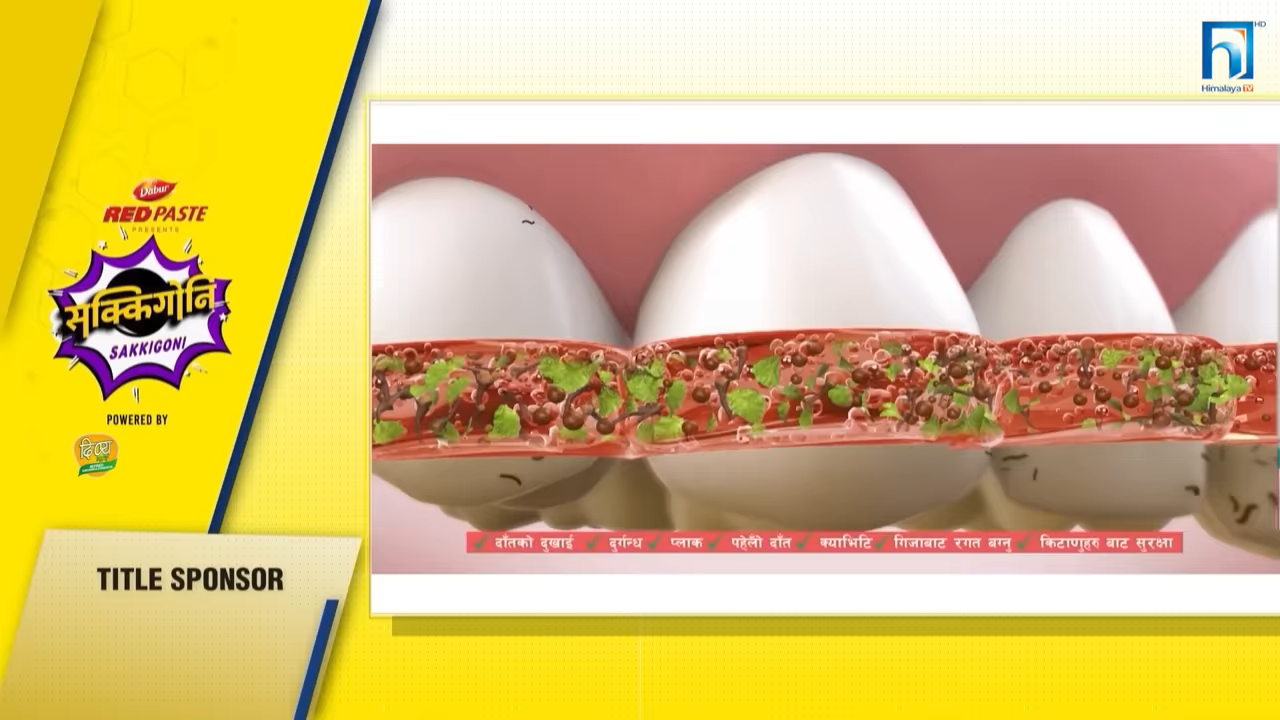 HD
Himalaya TV
Dabur
RED PASTE
PRESENTS
सक्किगोनि
SAKKIGONI
POWERED BY
दिव्य
TITLE SPONSOR
दाँतको दुखाई दुर्गन्ध प्लाक पहेलो दाँत क्याभिटि गिजाबाट रगत बग्नु किटाणुहरु बाट सुरक्षा